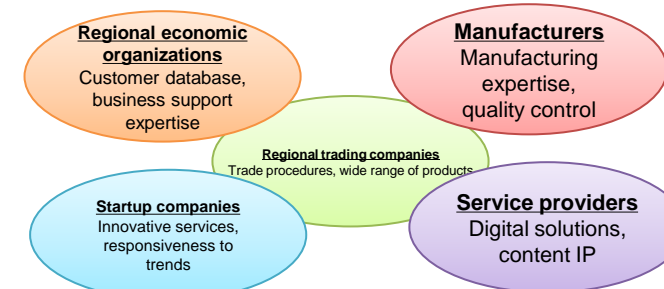 Regional economic
organizations
Customer database,
business support
expertise
Manufacturers
Manufacturing
expertise,
quality control
Regional trading companies
Trade procedures, wide range of products
Startup companies
Innovative services,
responsiveness to
trends
Service providers
Digital solutions,
content IP